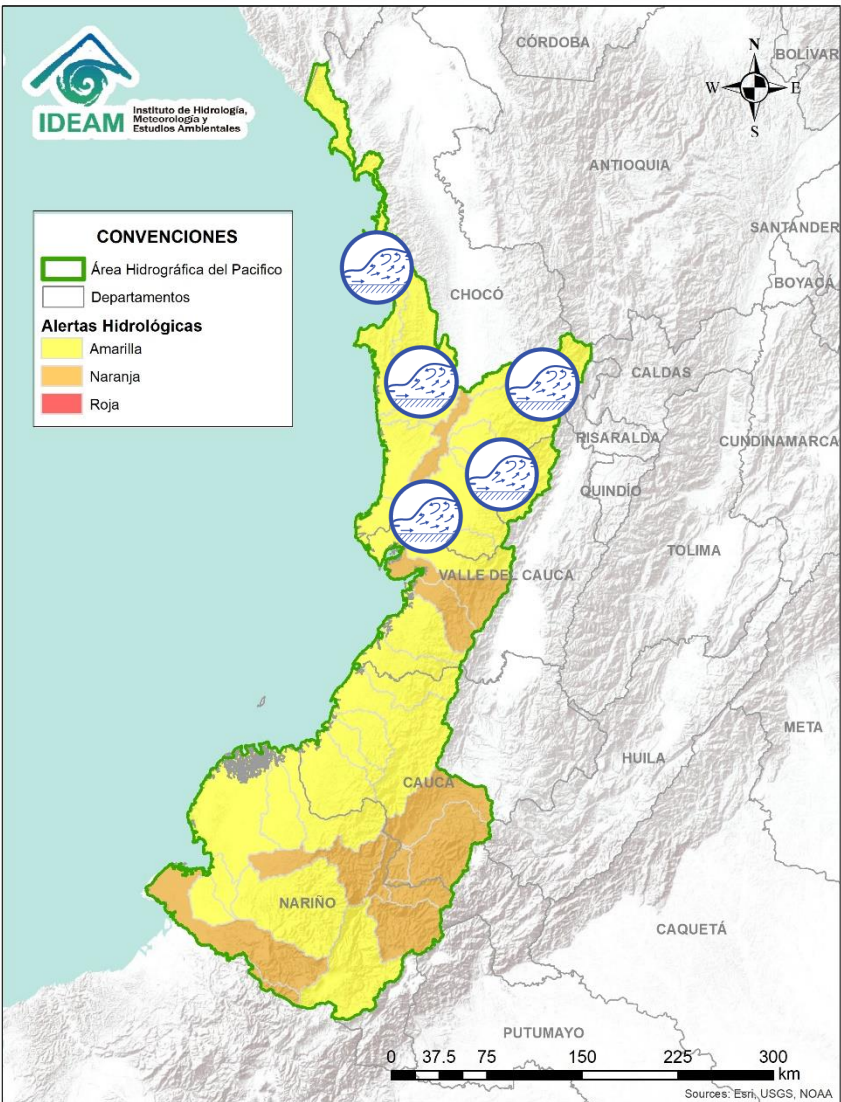 IDEAM
Instituto de Hidrología,
Meteorología y
Estudios Ambientales
N
W
E
S
CÓRDOBA
BOLÍVAR
ANTIOQUIA
SANTANDER
BOYACÁ
CONVENCIONES
Área Hidrográfica del Pacifico
Departamentos
Alertas Hidrológicas
Amarilla
Naranja
Roja
CHOCÓ
CALDAS
RISARALDA
CUNDINAMARCA
QUINDÍO
TOLIMA
VALLE DEL CAUCA
META
HUILA
CAUCA
NARIÑO
CAQUETÁ
PUTUMAYO
0 37.5 75 150 225 300
km
Sources: Esri, USGS, NOAA